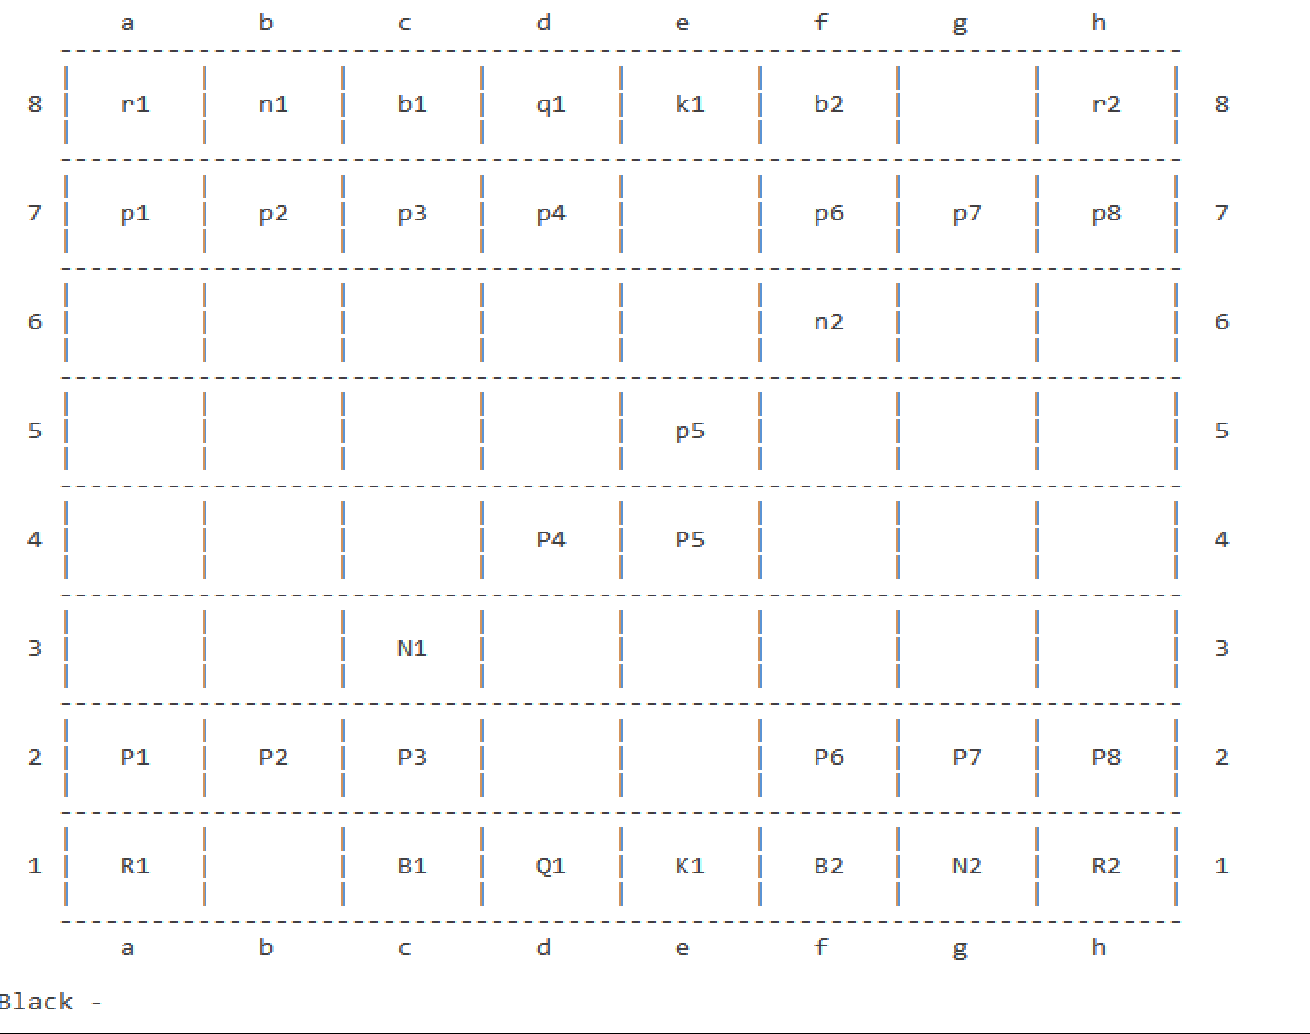 a b c d e f g h
8 r1 n1 b1 q1 k1 b2 r2 8
7 p1 p2 p3 p4 p6 p7 p8 7
6 n2 6
5 p5 5
4 P4 P5 4
3 N1 3
2 P1 P2 P3 P6 P7 P8 2
1 R1 B1 Q1 K1 B2 N2 R2 1
a b c d e f g h
Black -